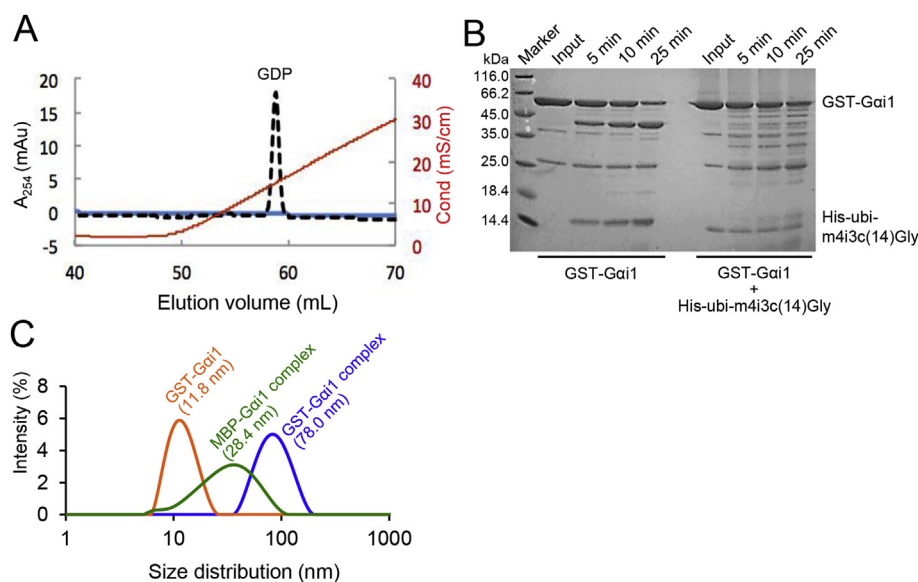 A
GDP
20
15
10
5
0
-5
A254 (mAu)
40
30
20
10
0
Cond (mS/cm)
40 50 60 70
Elution volume (mL)
B
kDa Marker Input 5 min 10 min 25 min Input 5 min 10 min 25 min
116.0
66.2
45.0
35.0
25.0
18.4
14.4
GST-Gαi1
His-ubi-
m4i3c(14)Gly
GST-Gαi1
GST-Gαi1
+
His-ubi-m4i3c(14)Gly
C
GST-Gαi1
(11.8 nm)
MBP-Gαi1 complex
(28.4 nm)
GST-Gαi1 complex
(78.0 nm)
8
6
4
2
0
Intensity (%)
1 10 100 1000
Size distribution (nm)